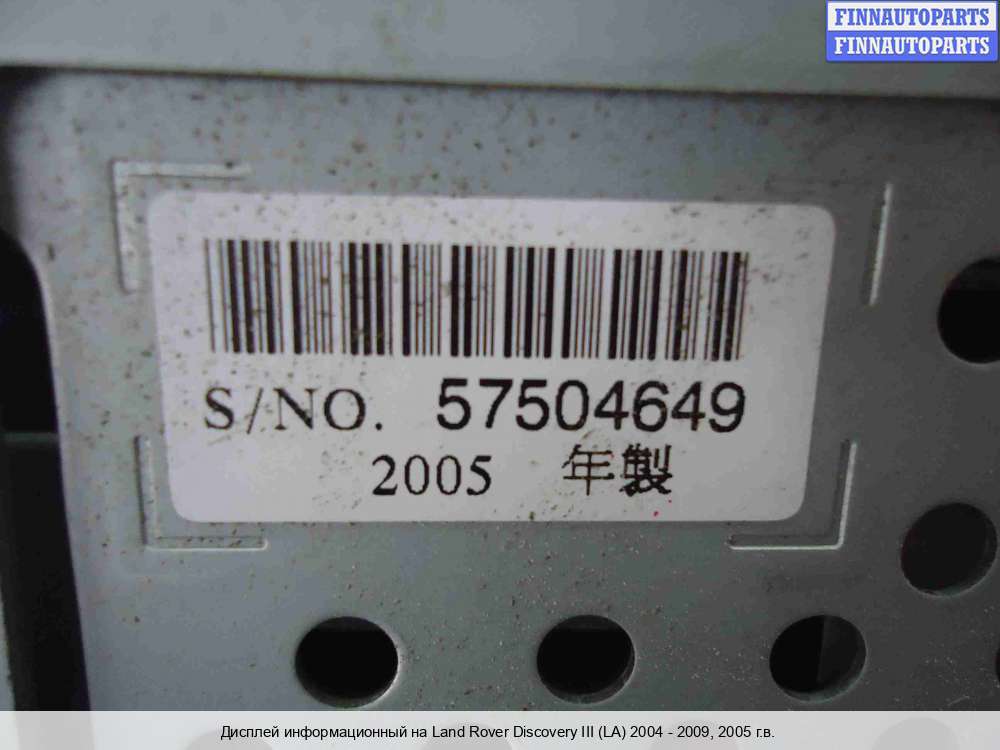 FINNAUTOPARTS
FINNAUTOPARTS
S/NO. 57504649
2005 年製
Дисплей информационный на Land Rover Discovery III (LA) 2004 - 2009, 2005 г.в.